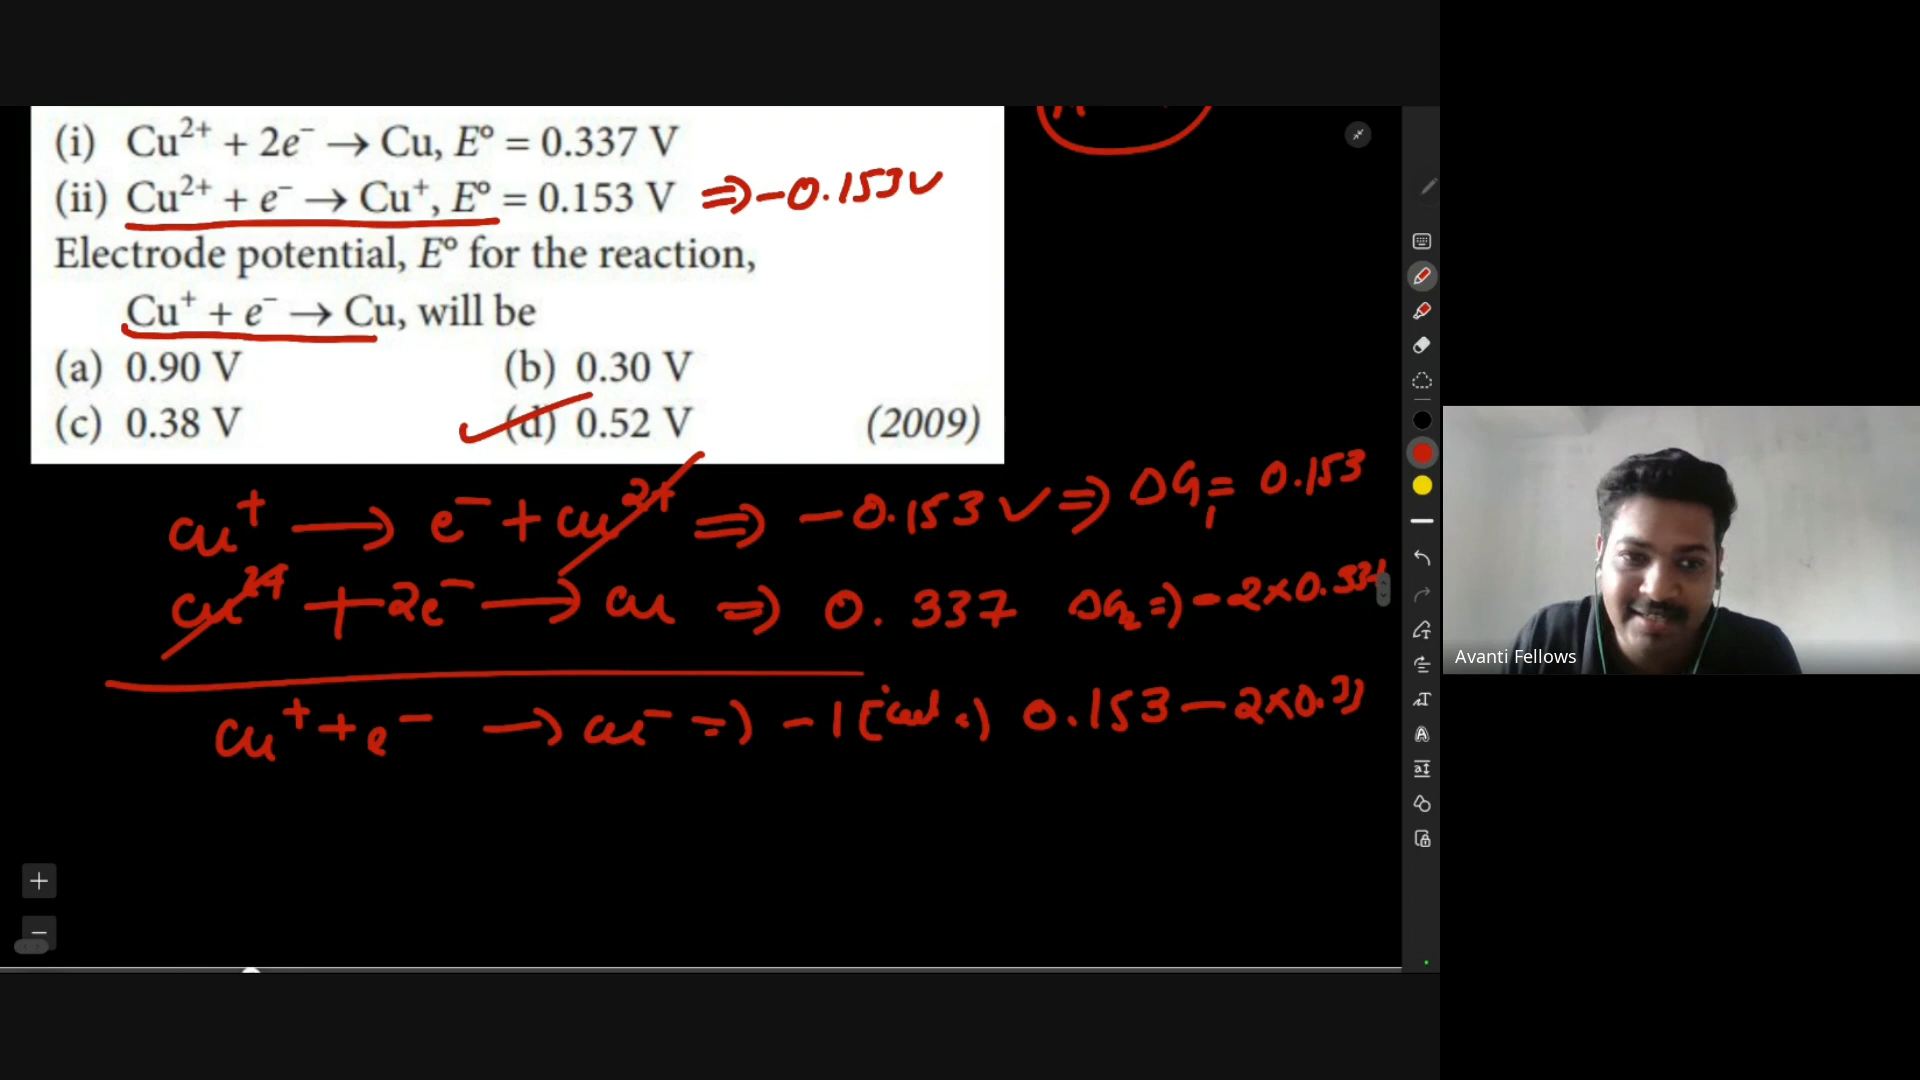 (i) Cu²⁺ + 2e⁻ → Cu, E° = 0.337 V
(ii) Cu²⁺ + e⁻ → Cu⁺, E° = 0.153 V ⇒ -0.153V
Electrode potential, E° for the reaction,
Cu⁺ + e⁻ → Cu, will be
(a) 0.90 V (b) 0.30 V
(c) 0.38 V (d) 0.52 V (2009)
Cu⁺ → e⁻ + Cu²⁺ ⇒ -0.153 V ⇒ ΔG₁ = 0.153
Cu²⁺ + 2e⁻ → Cu ⇒ 0.337 ΔG₂ ⇒ -2×0.337
Cu⁺ + e⁻ → Cu⁻ ⇒ -1 0.153 - 2×0.33
Avanti Fellows